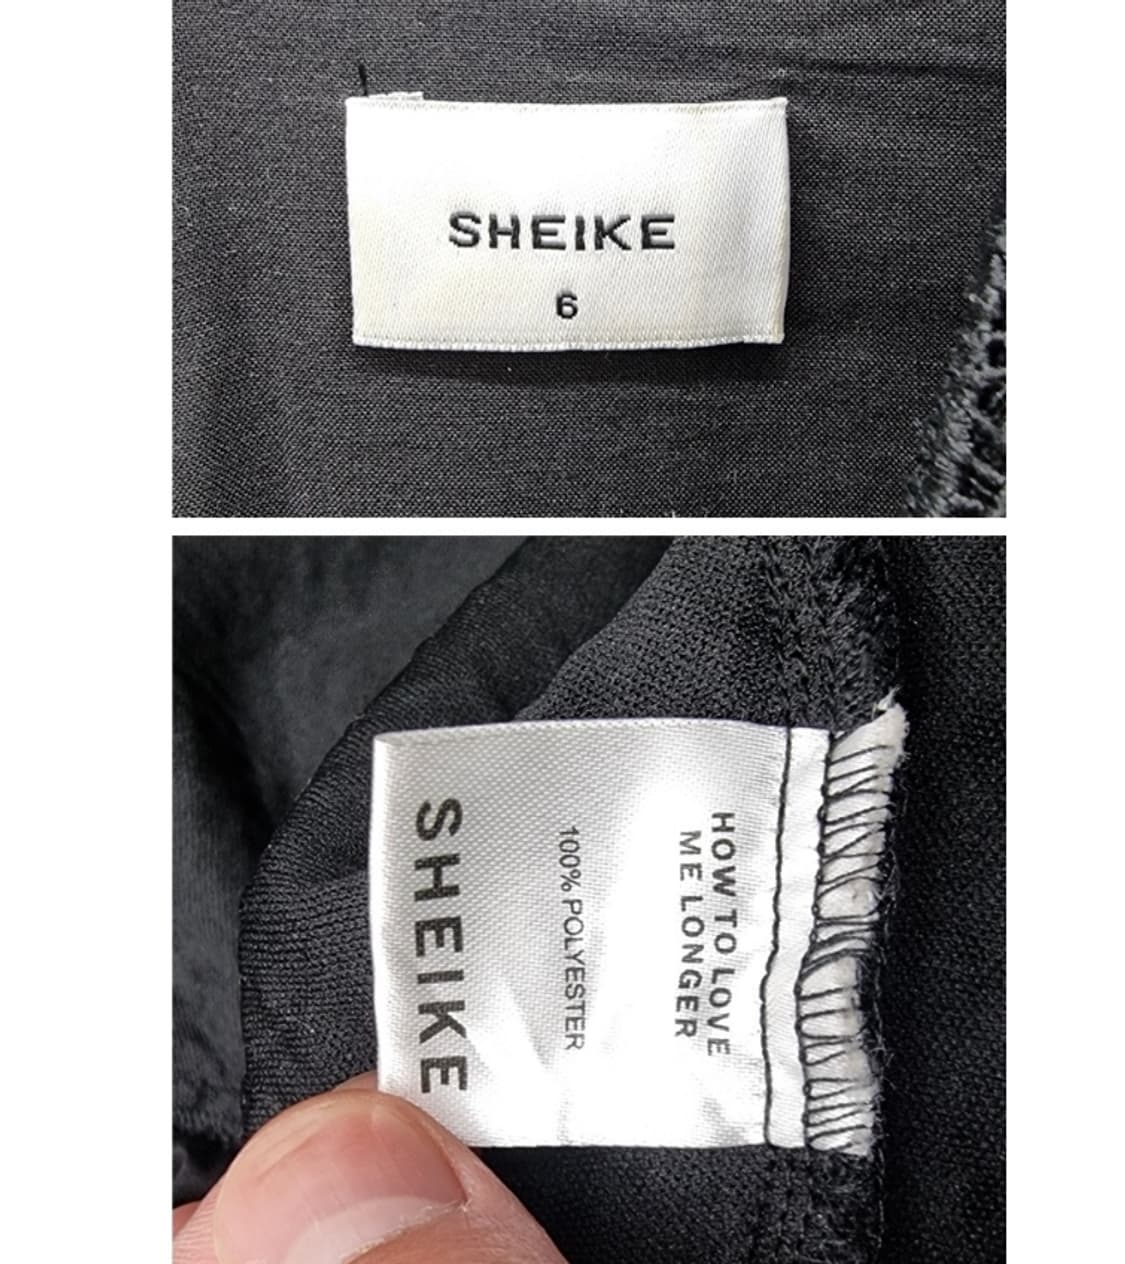 SHEIKE
6
HOW TO LOVE
ME LONGER
100% POLYESTER
SHEIKE